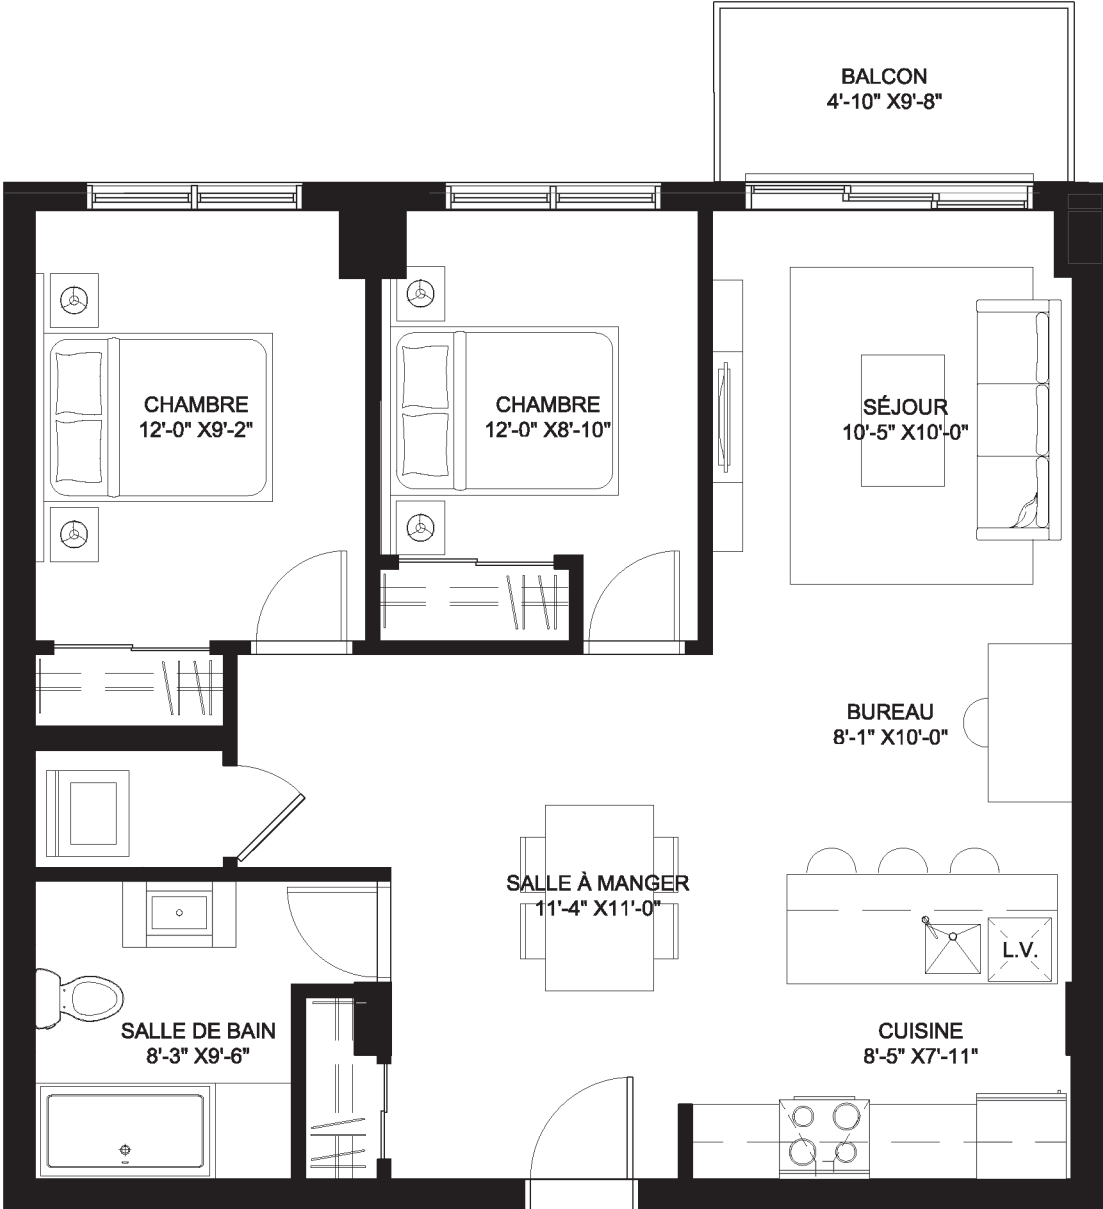 BALCON
4'-10" X9'-8"
CHAMBRE
12'-0" X9'-2"
CHAMBRE
12'-0" X8'-10"
SÉJOUR
10'-5" X10'-0"
BUREAU
8'-1" X10'-0"
SALLE À MANGER
11'-4" X11'-0"
L.V.
SALLE DE BAIN
8'-3" X9'-6"
CUISINE
8'-5" X7'-11"